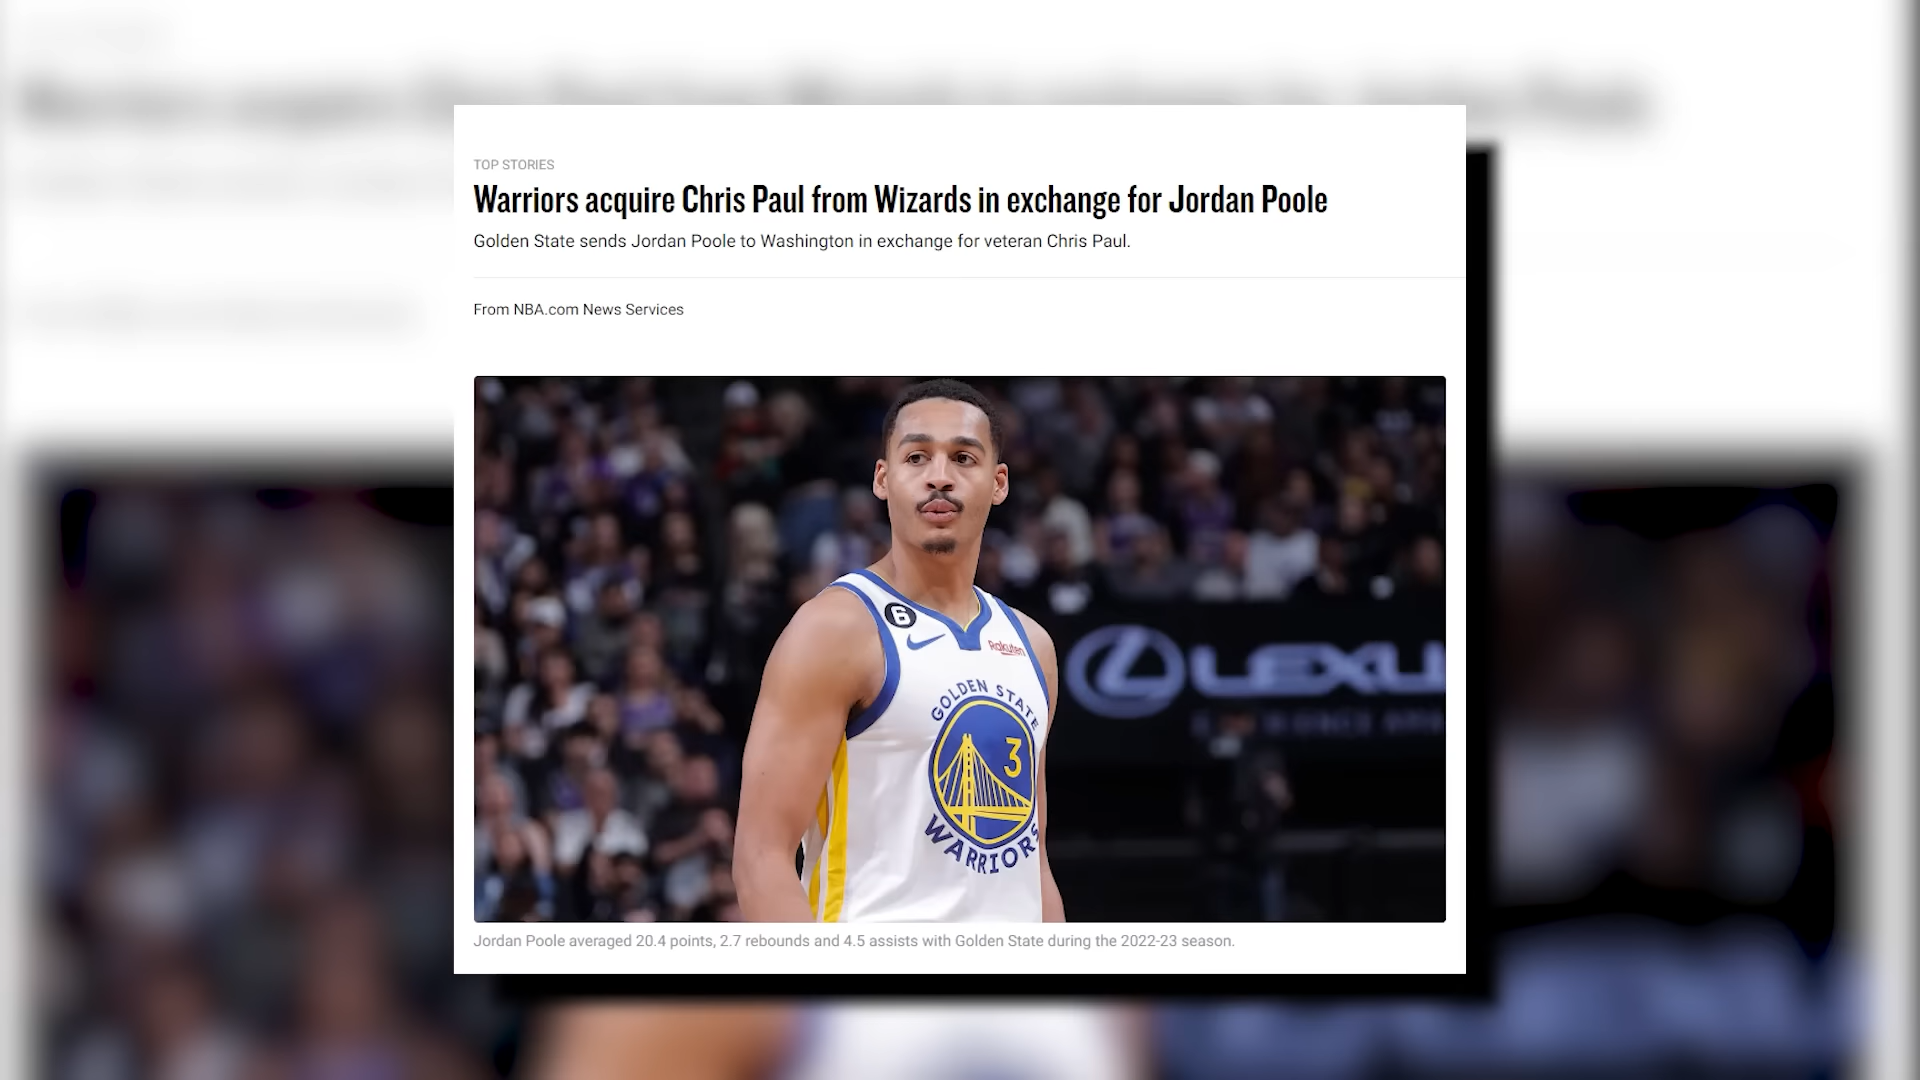 TOP STORIES
Warriors acquire Chris Paul from Wizards in exchange for Jordan Poole
Golden State sends Jordan Poole to Washington in exchange for veteran Chris Paul.
From NBA.com News Services
6
Rakuten
GOLDEN STATE
3
WARRIORS
LEXU
Jordan Poole averaged 20.4 points, 2.7 rebounds and 4.5 assists with Golden State during the 2022-23 season.